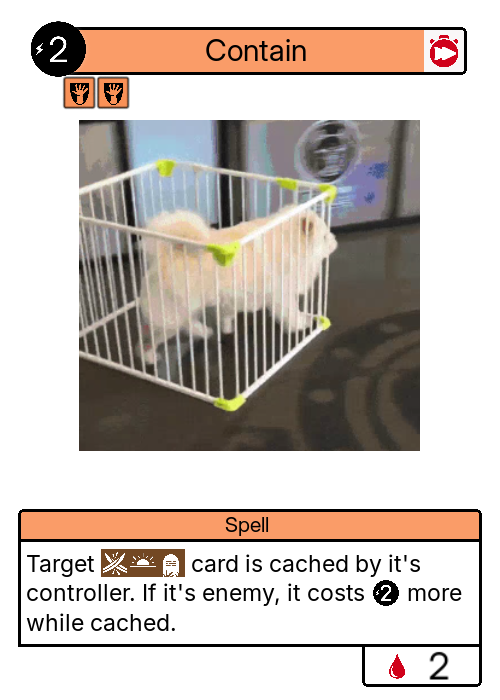 2
Contain
Spell
Target card is cached by it's
controller. If it's enemy, it costs 2 more
while cached.
2